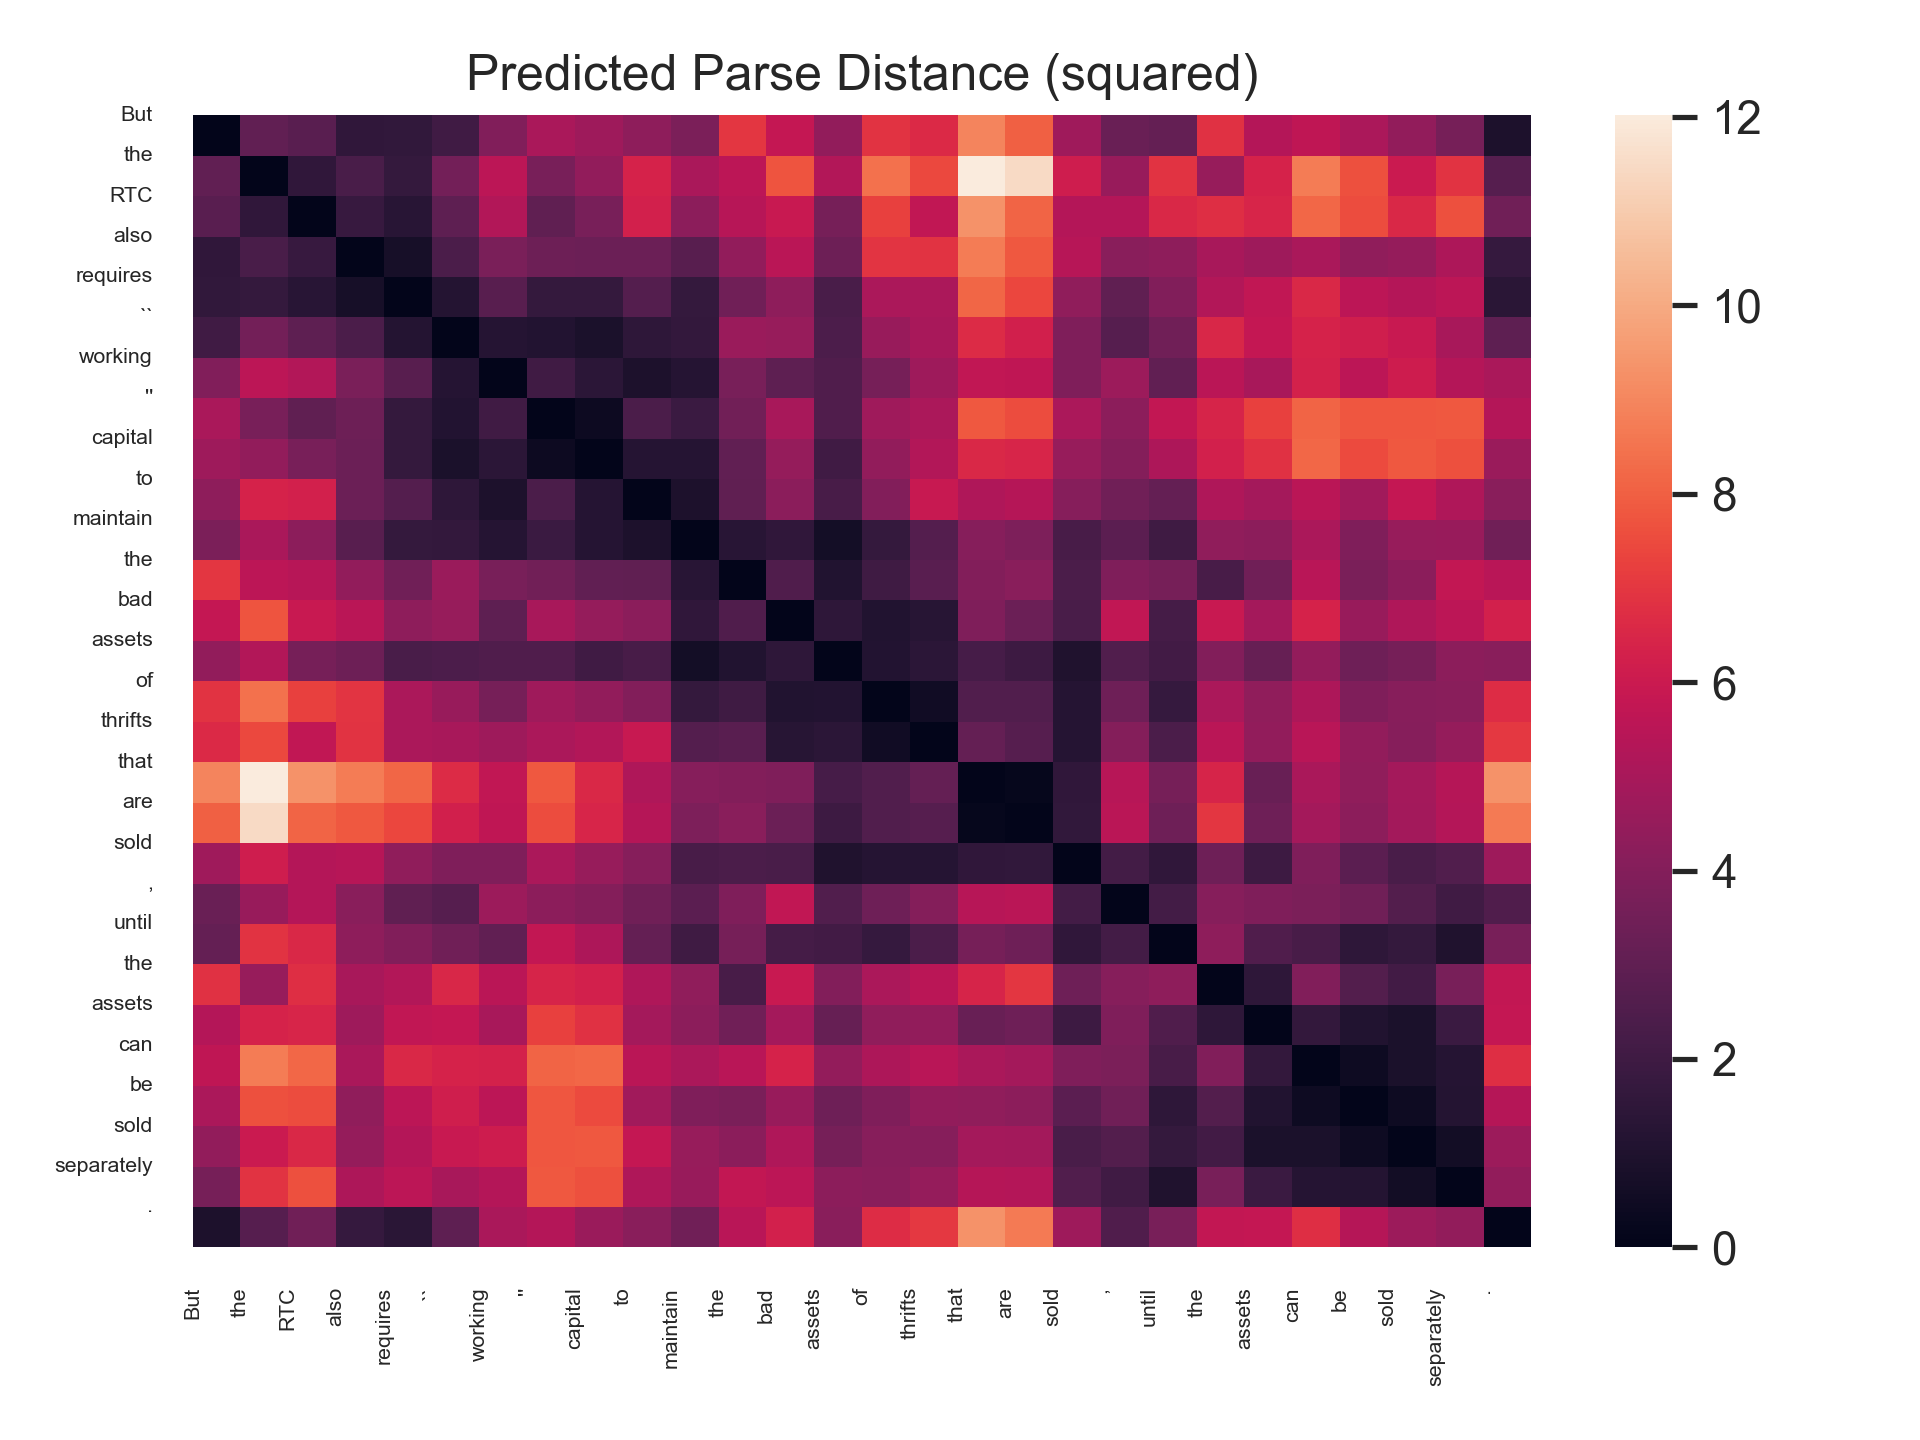 Predicted Parse Distance (squared)
But
the
RTC
also
requires
``
working
''
capital
to
maintain
the
bad
assets
of
thrifts
that
are
sold
,
until
the
assets
can
be
sold
separately
.
12
10
8
6
4
2
0
But
the
RTC
also
requires
``
working
''
capital
to
maintain
the
bad
assets
of
thrifts
that
are
sold
,
until
the
assets
can
be
sold
separately
.